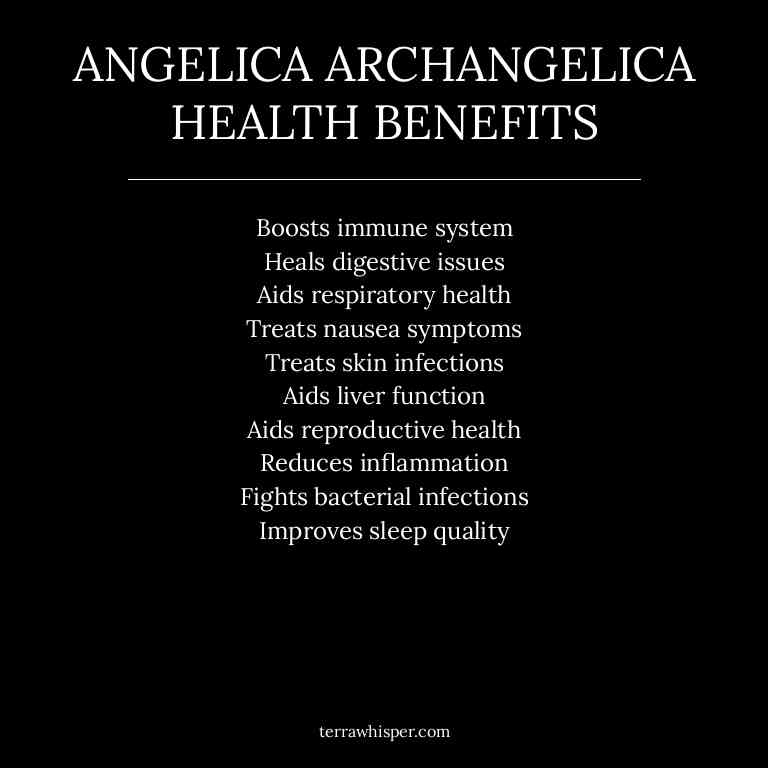 ANGELICA ARCHANGELICA
HEALTH BENEFITS
Boosts immune system
Heals digestive issues
Aids respiratory health
Treats nausea symptoms
Treats skin infections
Aids liver function
Aids reproductive health
Reduces inflammation
Fights bacterial infections
Improves sleep quality
terrawhisper.com